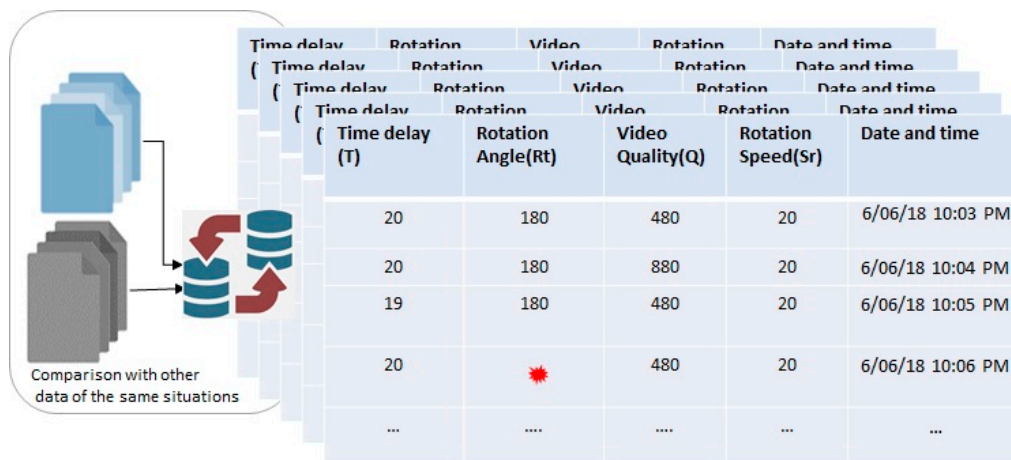 Time delay Rotation Video Rotation Date and time
(
Time delay Rotation Video Rotation Date and time
(
Time delay Rotation Video Rotation Date and time
(
Time delay Rotation Video Rotation Date and time
(
Time delay Rotation Video Rotation Date and time
(T) Angle(Rt) Quality(Q) Speed(Sr)
20 180 480 20 6/06/18 10:03 PM
20 180 880 20 6/06/18 10:04 PM
19 180 480 20 6/06/18 10:05 PM
20 480 20 6/06/18 10:06 PM
... .... .... ... ...
Comparison with other
data of the same situations